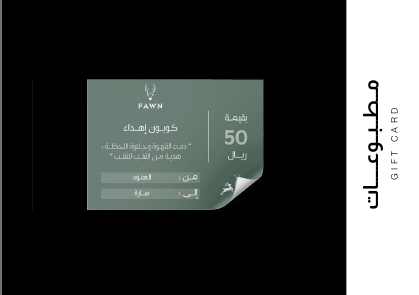 FAWN
كوبون إهداء
" دفء القهوة وحلاوة اللحظة ،
هدية من القلب للقلب "
من : العنود
إلى : سارة
بقيمة
50
ريال
مطبوعات
GIFT CARD